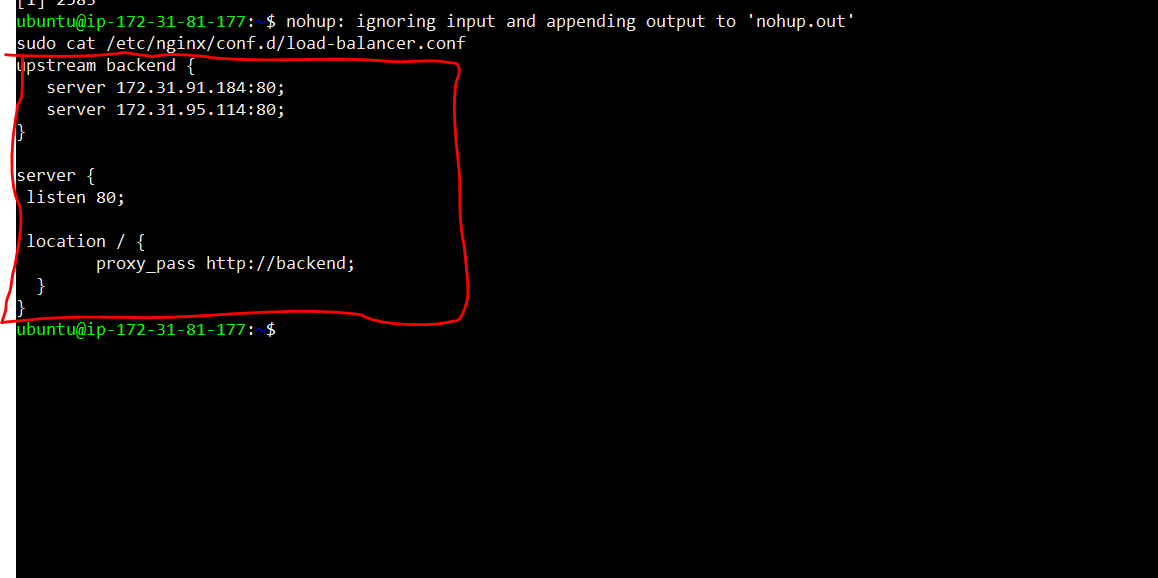 [1] 2585
ubuntu@ip-172-31-81-177:~$ nohup: ignoring input and appending output to 'nohup.out'
sudo cat /etc/nginx/conf.d/load-balancer.conf
upstream backend {
   server 172.31.91.184:80;
   server 172.31.95.114:80;
}

server {
 listen 80;

 location / {
        proxy_pass http://backend;
  }
}
ubuntu@ip-172-31-81-177:~$